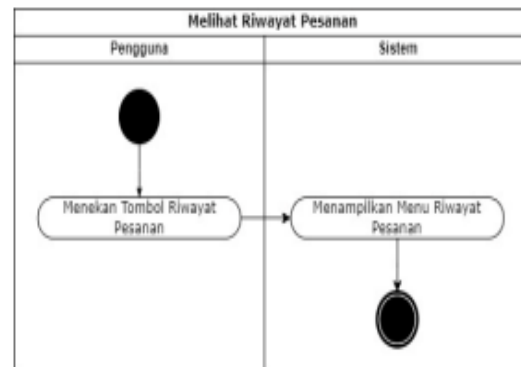 Melihat Riwayat Pesanan
Pengguna
Sistem
Menekan Tombol Riwayat
Pesanan
Menampilkan Menu Riwayat
Pesanan